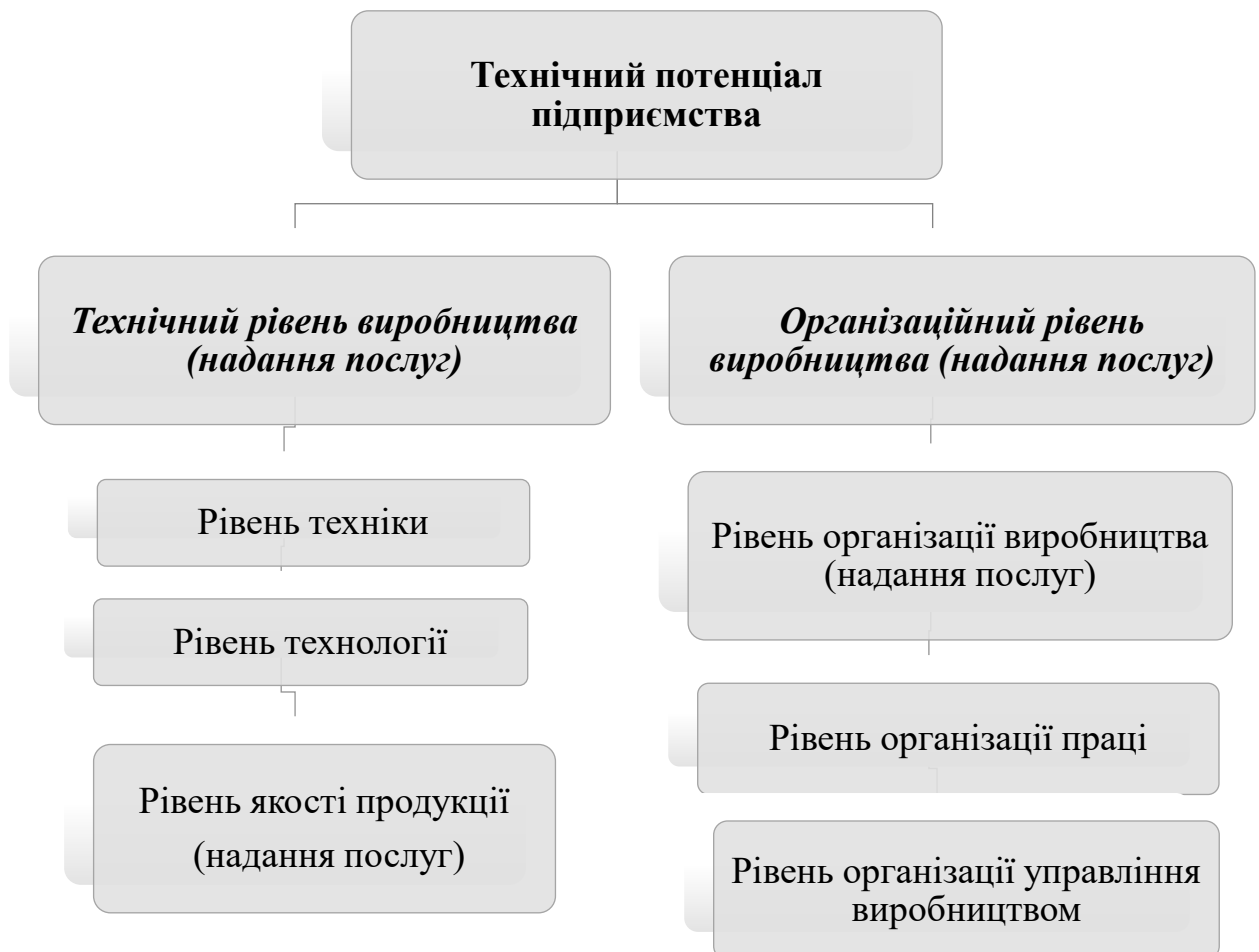 Технічний потенціал
підприємства
Технічний рівень виробництва
(надання послуг)
Рівень техніки
Рівень технології
Рівень якості продукції
(надання послуг)
Організаційний рівень
виробництва (надання послуг)
Рівень організації виробництва
(надання послуг)
Рівень організації праці
Рівень організації управління
виробництвом